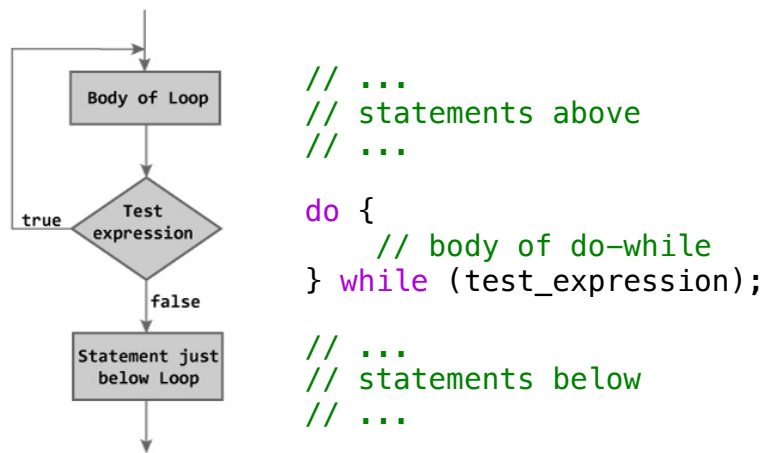 Body of Loop
true
Test
expression
false
Statement just
below Loop
// ...
// statements above
// ...
do {
    // body of do-while
} while (test_expression);
// ...
// statements below
// ...